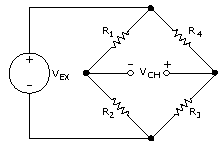 R1
R4
+
- VCH +
VEX
-
R2
R3